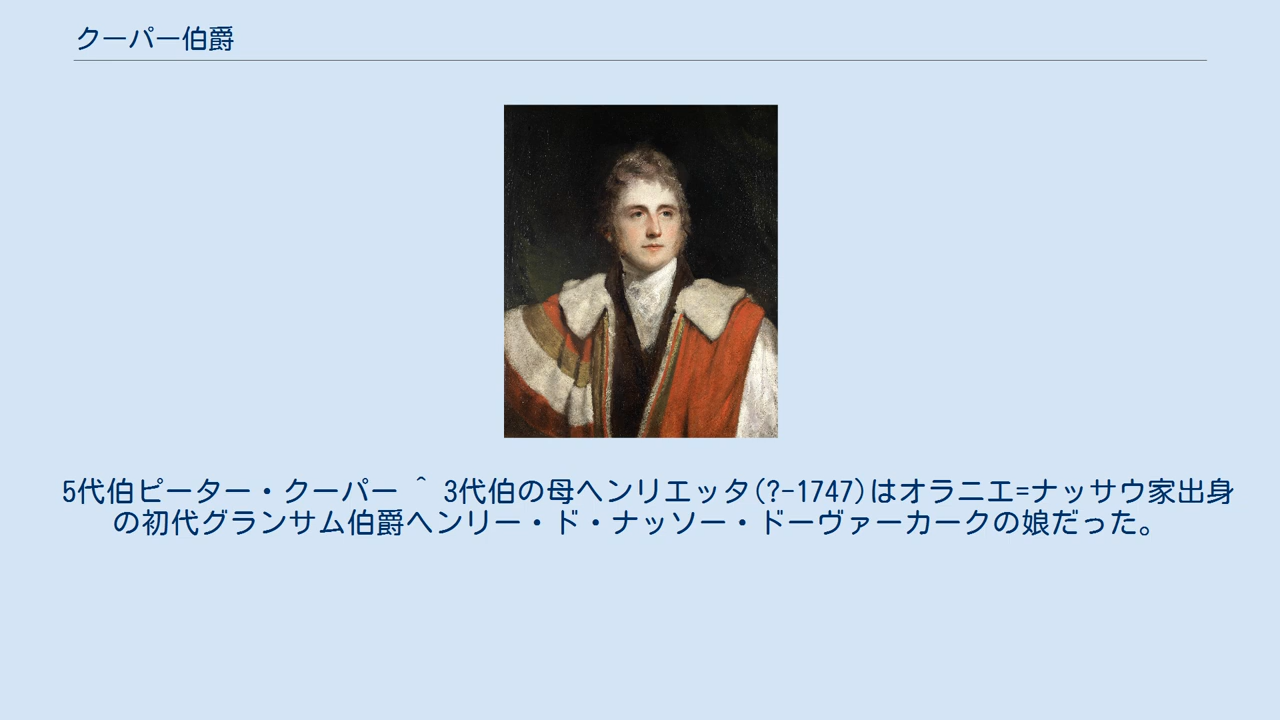 クーパー伯爵
5代伯ピーター・クーパー ^ 3代伯の母ヘンリエッタ(?-1747)はオラニエ=ナッサウ家出身
の初代グランサム伯爵ヘンリー・ド・ナッソー・ドーヴァーカークの娘だった。